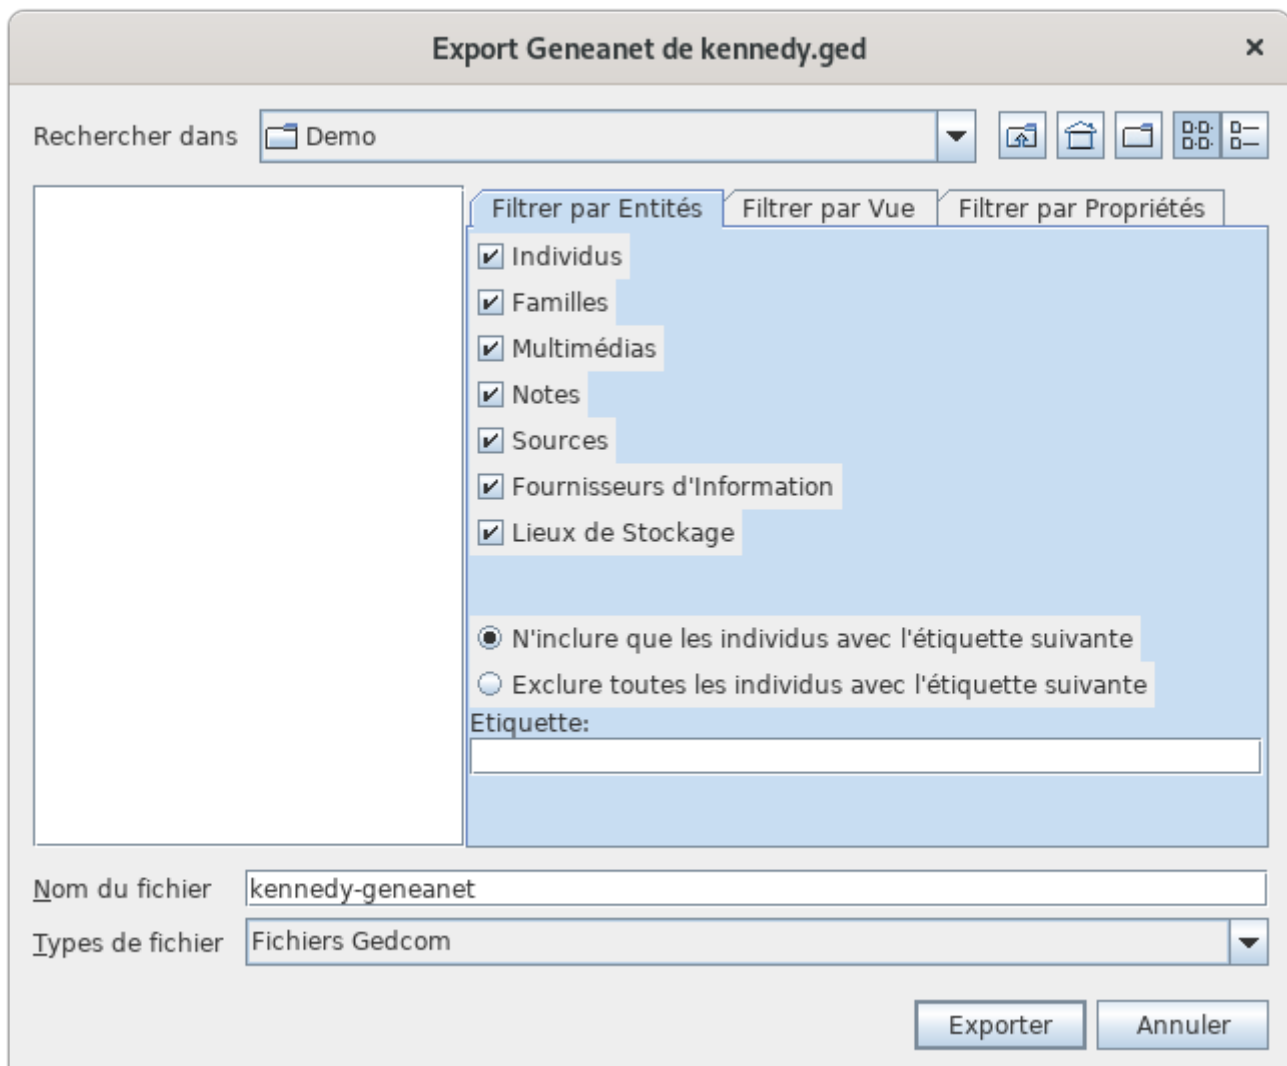 Export Geneanet de kennedy.ged
Rechercher dans
Demo
Filtrer par Entités
Filtrer par Vue
Filtrer par Propriétés
Individus
Familles
Multimédias
Notes
Sources
Fournisseurs d'Information
Lieux de Stockage
N'inclure que les individus avec l'étiquette suivante
Exclure toutes les individus avec l'étiquette suivante
Etiquette:
Nom du fichier
kennedy-geneanet
Types de fichier
Fichiers Gedcom
Exporter
Annuler